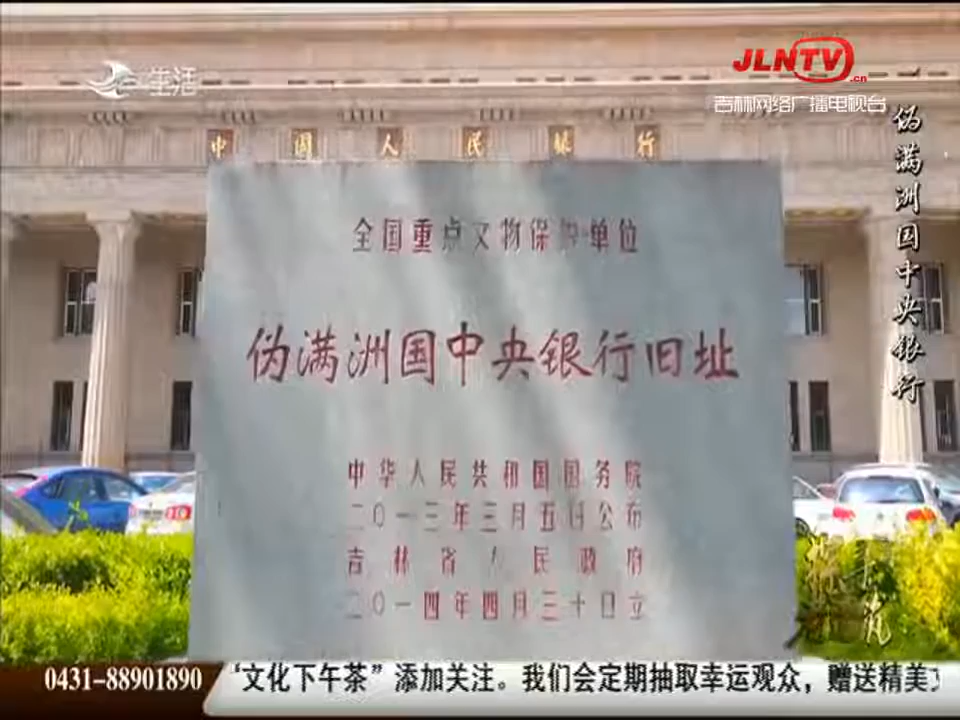 JLNTV.cn
生活
吉林网络广播电视台
伪满洲国中央银行
中国人民银行
全国重点文物保护单位
伪满洲国中央银行旧址
中华人民共和国国务院
二〇一三年三月五日公布
吉林省人民政府
二〇一四年四月三十日立
0431-88901890
“文化下午茶”添加关注。我们会定期抽取幸运观众，赠送精美